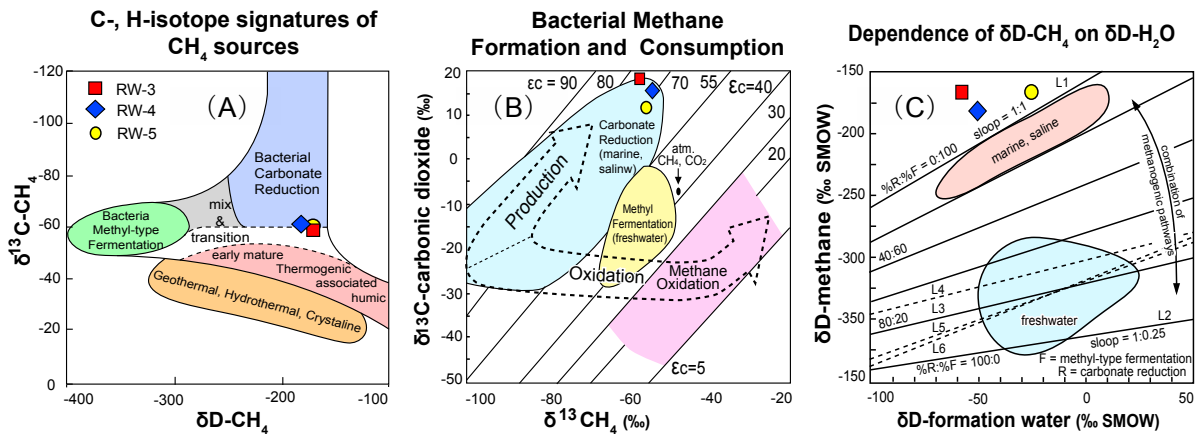 C-, H-isotope signatures of
CH4 sources
-120
-100
-80
-60
-40
-20
0
δ13C-CH4
-400
-300
-200
-100
δD-CH4
RW-3
RW-4
RW-5
(A)
Bacterial
Carbonate
Reduction
mix
&
transition
Bacteria
Methyl-type
Fermentation
early mature
Thermogenic
associated
humic
Geothermal, Hydrothermal, Crystaline
Bacterial Methane
Formation and Consumption
20
10
0
-10
-20
-30
-40
-50
δ13C-carbonic dioxide (‰)
-100
-80
-60
-40
-20
δ13CH4 (‰)
εc = 90
80
70
55
εc=40
30
20
εc=5
(B)
Carbonate
Reduction
(marine,
salinw)
atm.
CH4, CO2
Production
Methyl
Fermentation
(freshwater)
Oxidation
Methane
Oxidation
Dependence of δD-CH4 on δD-H2O
-150
-200
-250
-300
-350
-150
δD-methane (‰ SMOW)
-100
-50
0
50
δD-formation water (‰ SMOW)
(C)
L1
sloop = 1:1
%R:%F = 0:100
marine, saline
combination of
methanogenic pathways
40:60
L4
L3
80:20
L5
L6
L2
freshwater
sloop = 1:0.25
%R:%F = 100:0
F = methyl-type fermentation
R = carbonate reduction